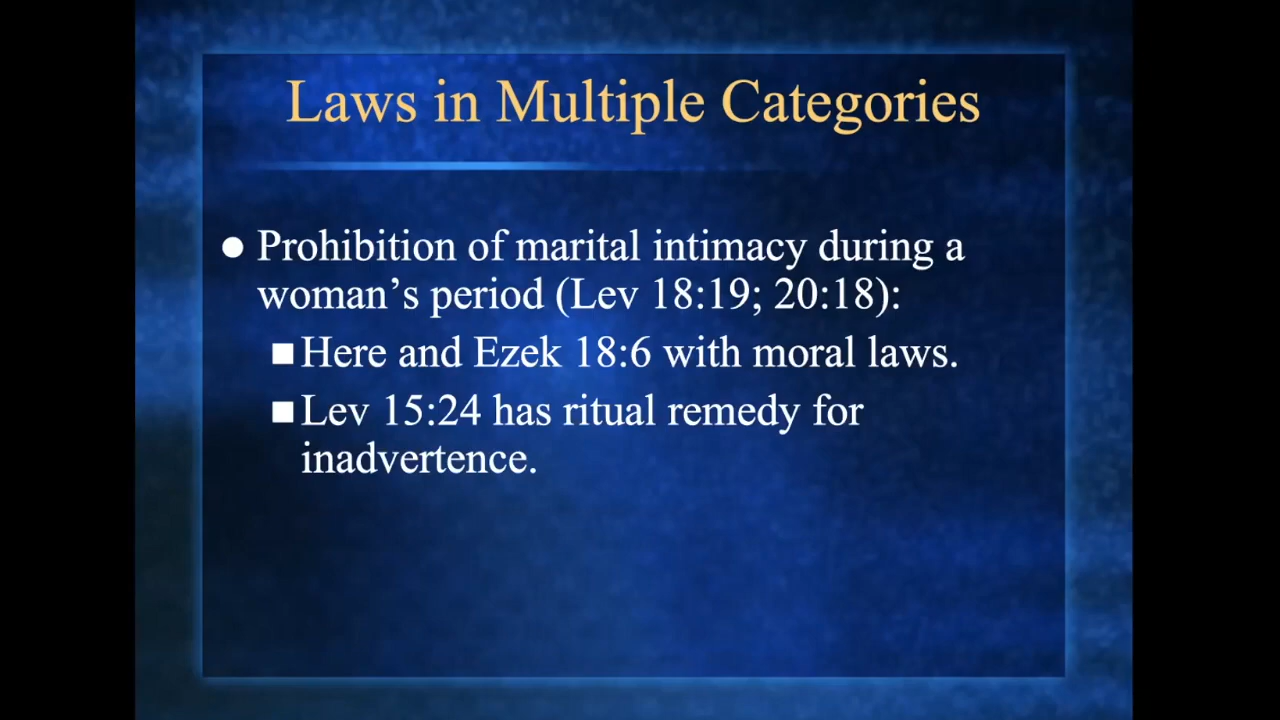 Laws in Multiple Categories
● Prohibition of marital intimacy during a
woman’s period (Lev 18:19; 20:18):
■ Here and Ezek 18:6 with moral laws.
■ Lev 15:24 has ritual remedy for
inadvertence.